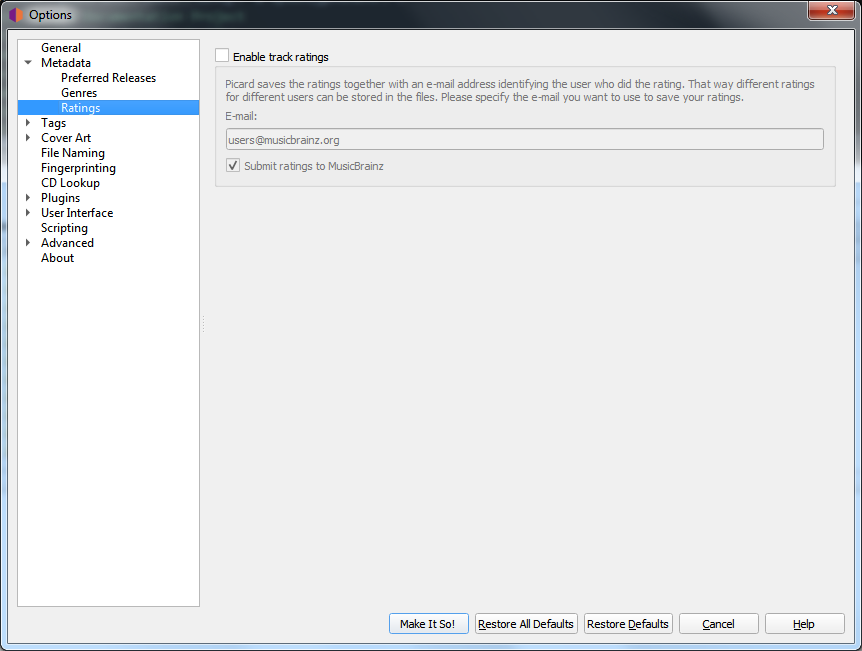 Options
General
Metadata
Preferred Releases
Genres
Ratings
Tags
Cover Art
File Naming
Fingerprinting
CD Lookup
Plugins
User Interface
Scripting
Advanced
About
Enable track ratings
Picard saves the ratings together with an e-mail address identifying the user who did the rating. That way different ratings
for different users can be stored in the files. Please specify the e-mail you want to use to save your ratings.
E-mail:
users@musicbrainz.org
Submit ratings to MusicBrainz
Make It So!
Restore All Defaults
Restore Defaults
Cancel
Help